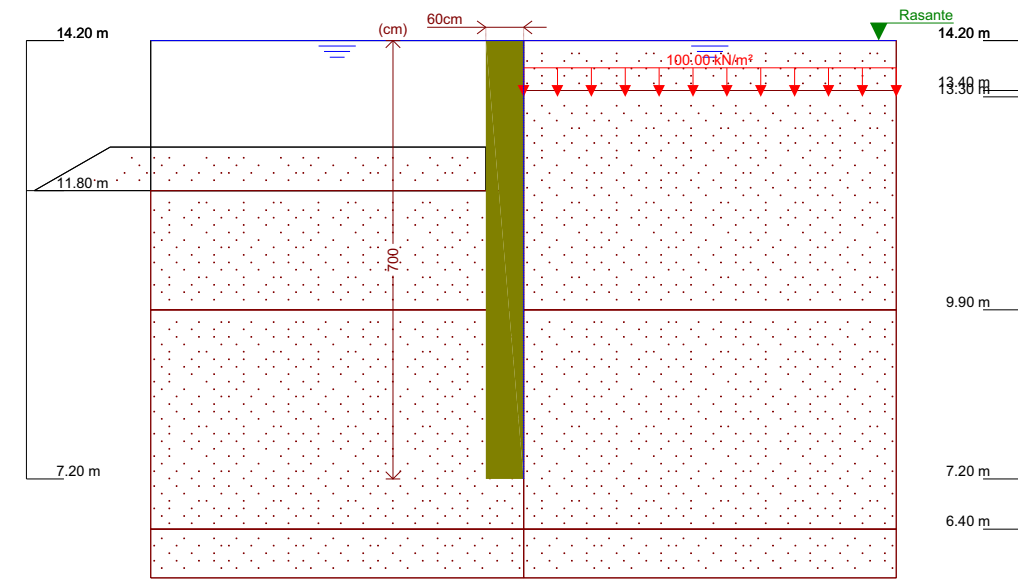 60cm
Rasante
14.20 m
(cm)
14.20 m
100.00 kN/m²
13.40 m
13.30 m
11.80 m
700
9.90 m
7.20 m
7.20 m
6.40 m